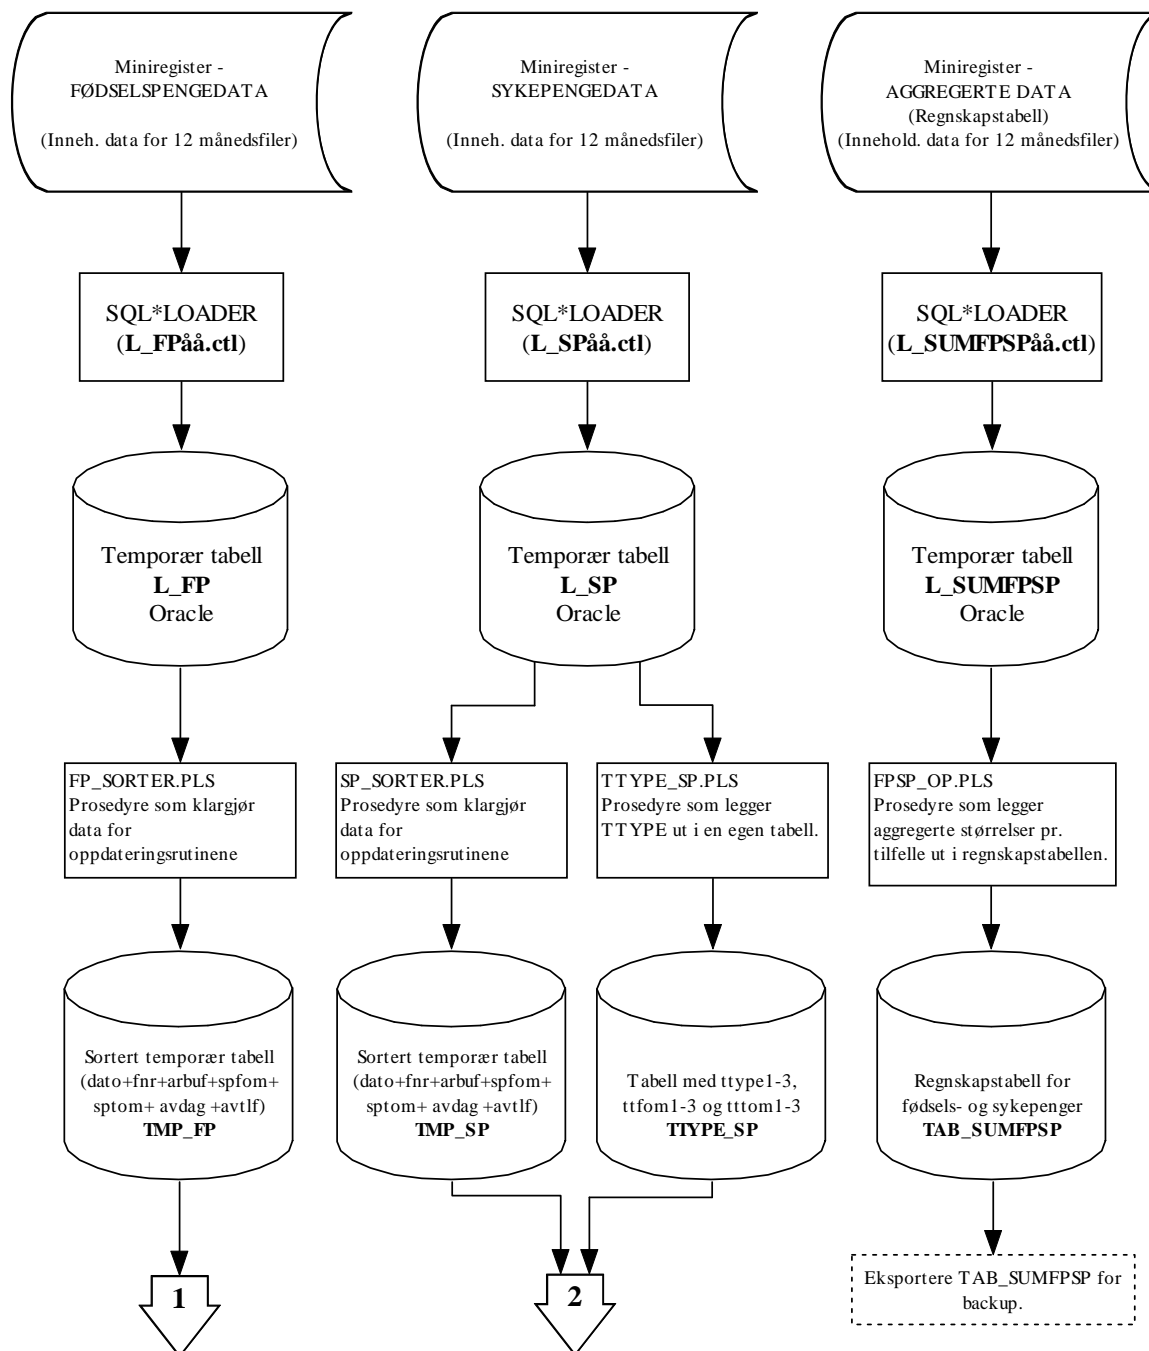 Miniregister -
FØDSELSPENGEDATA
(Inneh. data for 12 månedsfiler)
Miniregister -
SYKEPENGEDATA
(Inneh. data for 12 månedsfiler)
Miniregister -
AGGREGERTE DATA
(Regnskapstabell)
(Innehold. data for 12 månedsfiler)
SQL*LOADER
(L_FPåå.ctl)
SQL*LOADER
(L_SPåå.ctl)
SQL*LOADER
(L_SUMFPSPåå.ctl)
Temporær tabell
L_FP
Oracle
Temporær tabell
L_SP
Oracle
Temporær tabell
L_SUMFPSP
Oracle
FP_SORTER.PLS
Prosedyre som klargjør
data for
oppdateringsrutinene
SP_SORTER.PLS
Prosedyre som klargjør
data for
oppdateringsrutinene
TTYPE_SP.PLS
Prosedyre som legger
TTYPE ut i en egen tabell.
FPSP_OP.PLS
Prosedyre som legger
aggregerte størrelser pr.
tilfelle ut i regnskapstabellen.
Sortert temporær tabell
(dato+fnr+arbuf+spfom+
sptom+ avdag +avtlf)
TMP_FP
Sortert temporær tabell
(dato+fnr+arbuf+spfom+
sptom+ avdag +avtlf)
TMP_SP
Tabell med ttype1-3,
ttfom1-3 og tttom1-3
TTYPE_SP
Regnskapstabell for
fødsels- og sykepenger
TAB_SUMFPSP
1
2
Eksportere TAB_SUMFPSP for
backup.